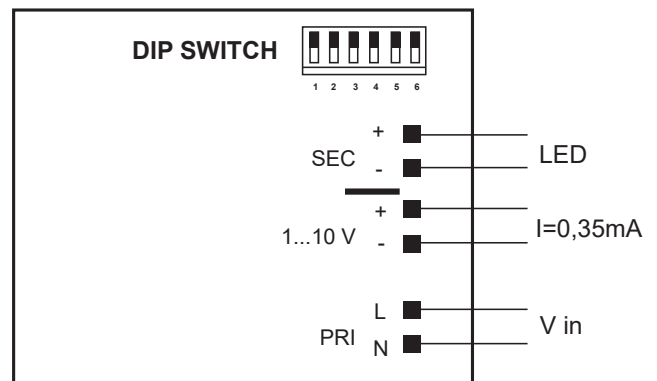 DIP SWITCH
1 2 3 4 5 6
+
SEC
-
LED
+
1...10 V
-
I=0,35mA
L
PRI
N
V in